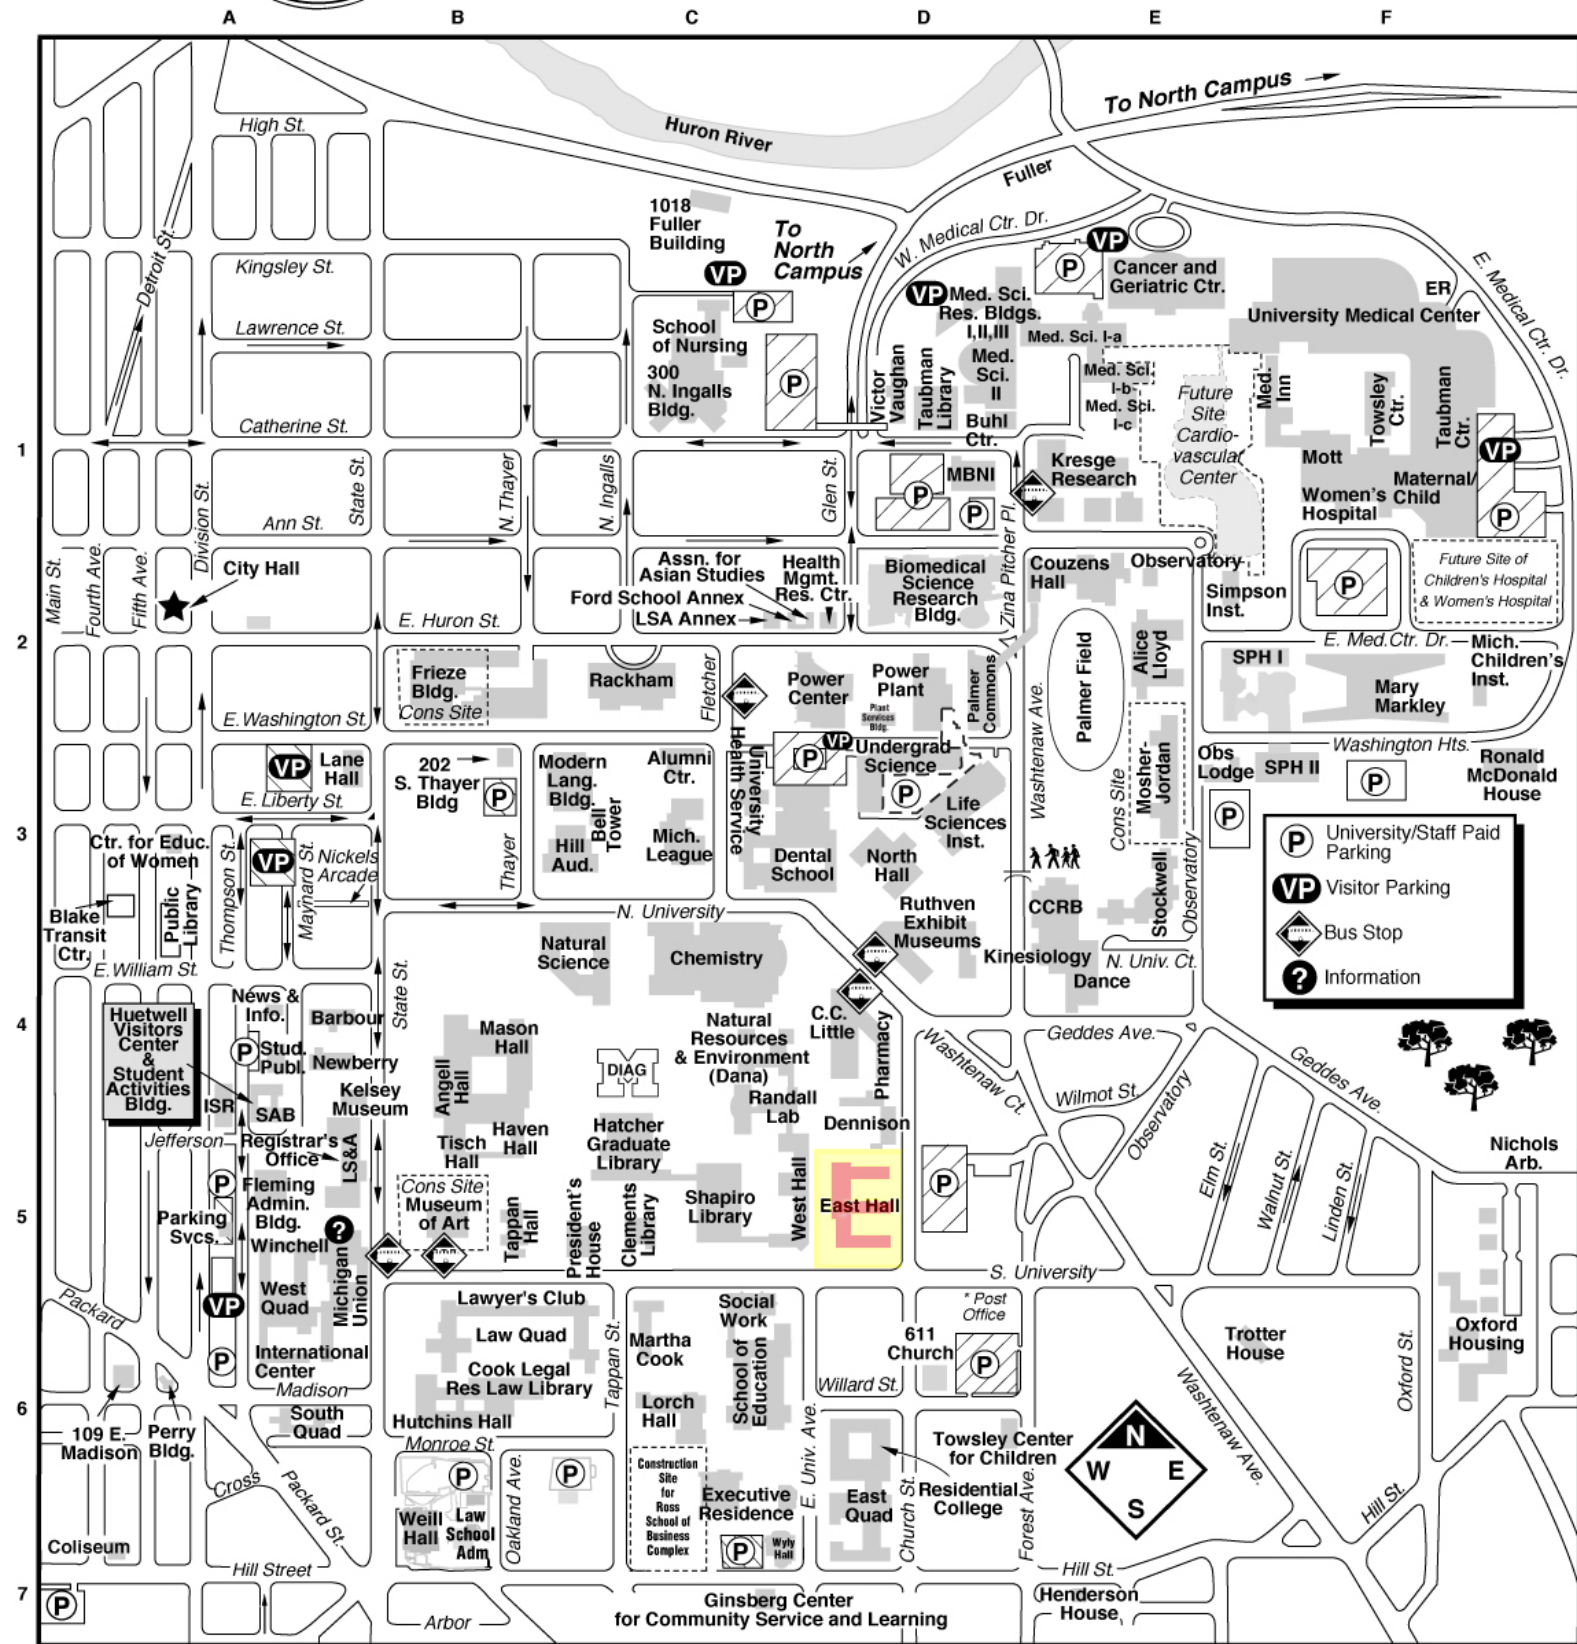 A
B
C
D
E
F
1
2
3
4
5
6
7
To North Campus
High St.
Huron River
Fuller
1018
Fuller
Building
To
North
Campus
W. Medical Ctr. Dr.
E. Medical Ctr. Dr.
Detroit St.
Kingsley St.
VP
P
VP
P
Cancer and
Geriatric Ctr.
ER
University Medical Center
VP
Med. Sci.
Res. Bldgs.
I,II,III
Lawrence St.
School
of Nursing
300
N. Ingalls
Bldg.
P
Victor
Vaughan
Taubman
Library
Med.
Sci.
II
Med. Sci. I-a
Med. Sci.
I-b
Med. Sci.
I-c
Future
Site
Cardio-
vascular
Center
Med.
Inn
Towsley
Ctr.
Taubman
Ctr.
Catherine St.
Buhl
Ctr.
VP
Mott
Maternal/
Child
Women's
Hospital
P
State St.
N. Thayer
N. Ingalls
Glen St.
P
MBNI
P
Kresge
Research
Ann St.
Division St.
Main St.
Fourth Ave.
Fifth Ave.
City Hall
Assn. for
Asian Studies
Ford School Annex
LSA Annex
Health
Mgmt.
Res. Ctr.
Biomedical
Science
Research
Bldg.
Zina Pitcher Pl.
Couzens
Hall
Observatory
Simpson
Inst.
P
Future Site of
Children's Hospital
& Women's Hospital
E. Huron St.
E. Med.Ctr. Dr.
Mich.
Children's
Inst.
Frieze
Bldg.
Cons Site
Rackham
Fletcher
Power
Center
Power
Plant
Plant
Services
Bldg.
Palmer
Commons
Washtenaw Ave.
Palmer Field
Alice
Lloyd
SPH I
Mary
Markley
E.Washington St.
Washington Hts.
VP
Lane
Hall
202
S. Thayer
Bldg
P
Modern
Lang.
Bldg.
Alumni
Ctr.
University
Health Service
P
VP
Undergrad
Science
P
Life
Sciences
Inst.
Cons Site
Mosher-
Jordan
Obs
Lodge
SPH II
P
P
Ronald
McDonald
House
E. Liberty St.
Ctr. for Educ.
of Women
Thompson St.
VP
Maynard St.
Nickels
Arcade
Thayer
Hill
Aud.
Bell
Tower
Mich.
League
Dental
School
North
Hall
Stockwell
Observatory
P University/Staff Paid
Parking
VP Visitor Parking
Bus Stop
? Information
Blake
Transit
Ctr.
Public
Library
N. University
Ruthven
Exhibit
Museums
CCRB
Kinesiology
Dance
N. Univ. Ct.
E.William St.
Natural
Science
Chemistry
Huetwell
Visitors
Center
&
Student
Activities
Bldg.
News &
Info.
Barbour
State St.
P
Stud.
Publ.
Newberry
Kelsey
Museum
ISR
SAB
Mason
Hall
Angell
Hall
DIAG
Natural
Resources
& Environment
(Dana)
Randall
Lab
C.C.
Little
Pharmacy
Dennison
Geddes Ave.
Washtenaw Ct.
Wilmot St.
Observatory
Geddes Ave.
Jefferson
Registrar's
Office
LS&A
Tisch
Hall
Haven
Hall
Hatcher
Graduate
Library
Nichols
Arb.
Elm St.
Walnut St.
Linden St.
P
Fleming
Admin.
Bldg.
Parking
Svcs.
Winchell
?
Michigan
Union
Cons Site
Museum
of Art
Tappan
Hall
President's
House
Clements
Library
Shapiro
Library
West Hall
East Hall
P
S. University
VP
West
Quad
Packard
P
International
Center
Madison
Lawyer's Club
Law Quad
Cook Legal
Res Law Library
Hutchins Hall
Tappan St.
Martha
Cook
Social
Work
School of
Education
Lorch
Hall
* Post
Office
611
Church
P
Willard St.
Trotter
House
Oxford St.
Oxford
Housing
109 E.
Madison
Perry
Bldg.
South
Quad
Cross
Packard St.
Monroe St.
P
Weill
Hall
Law
School
Adm
Oakland Ave.
P
Construction
Site
for
Ross
School of
Business
Complex
Executive
Residence
P
Wyly
Hall
E. Univ. Ave.
East
Quad
Church St.
Towsley Center
for Children
Residential
College
Forest Ave.
N
W E
S
Washtenaw Ave.
Hill St.
Coliseum
Hill Street
Hill St.
P
Arbor
Ginsberg Center
for Community Service and Learning
Henderson
House